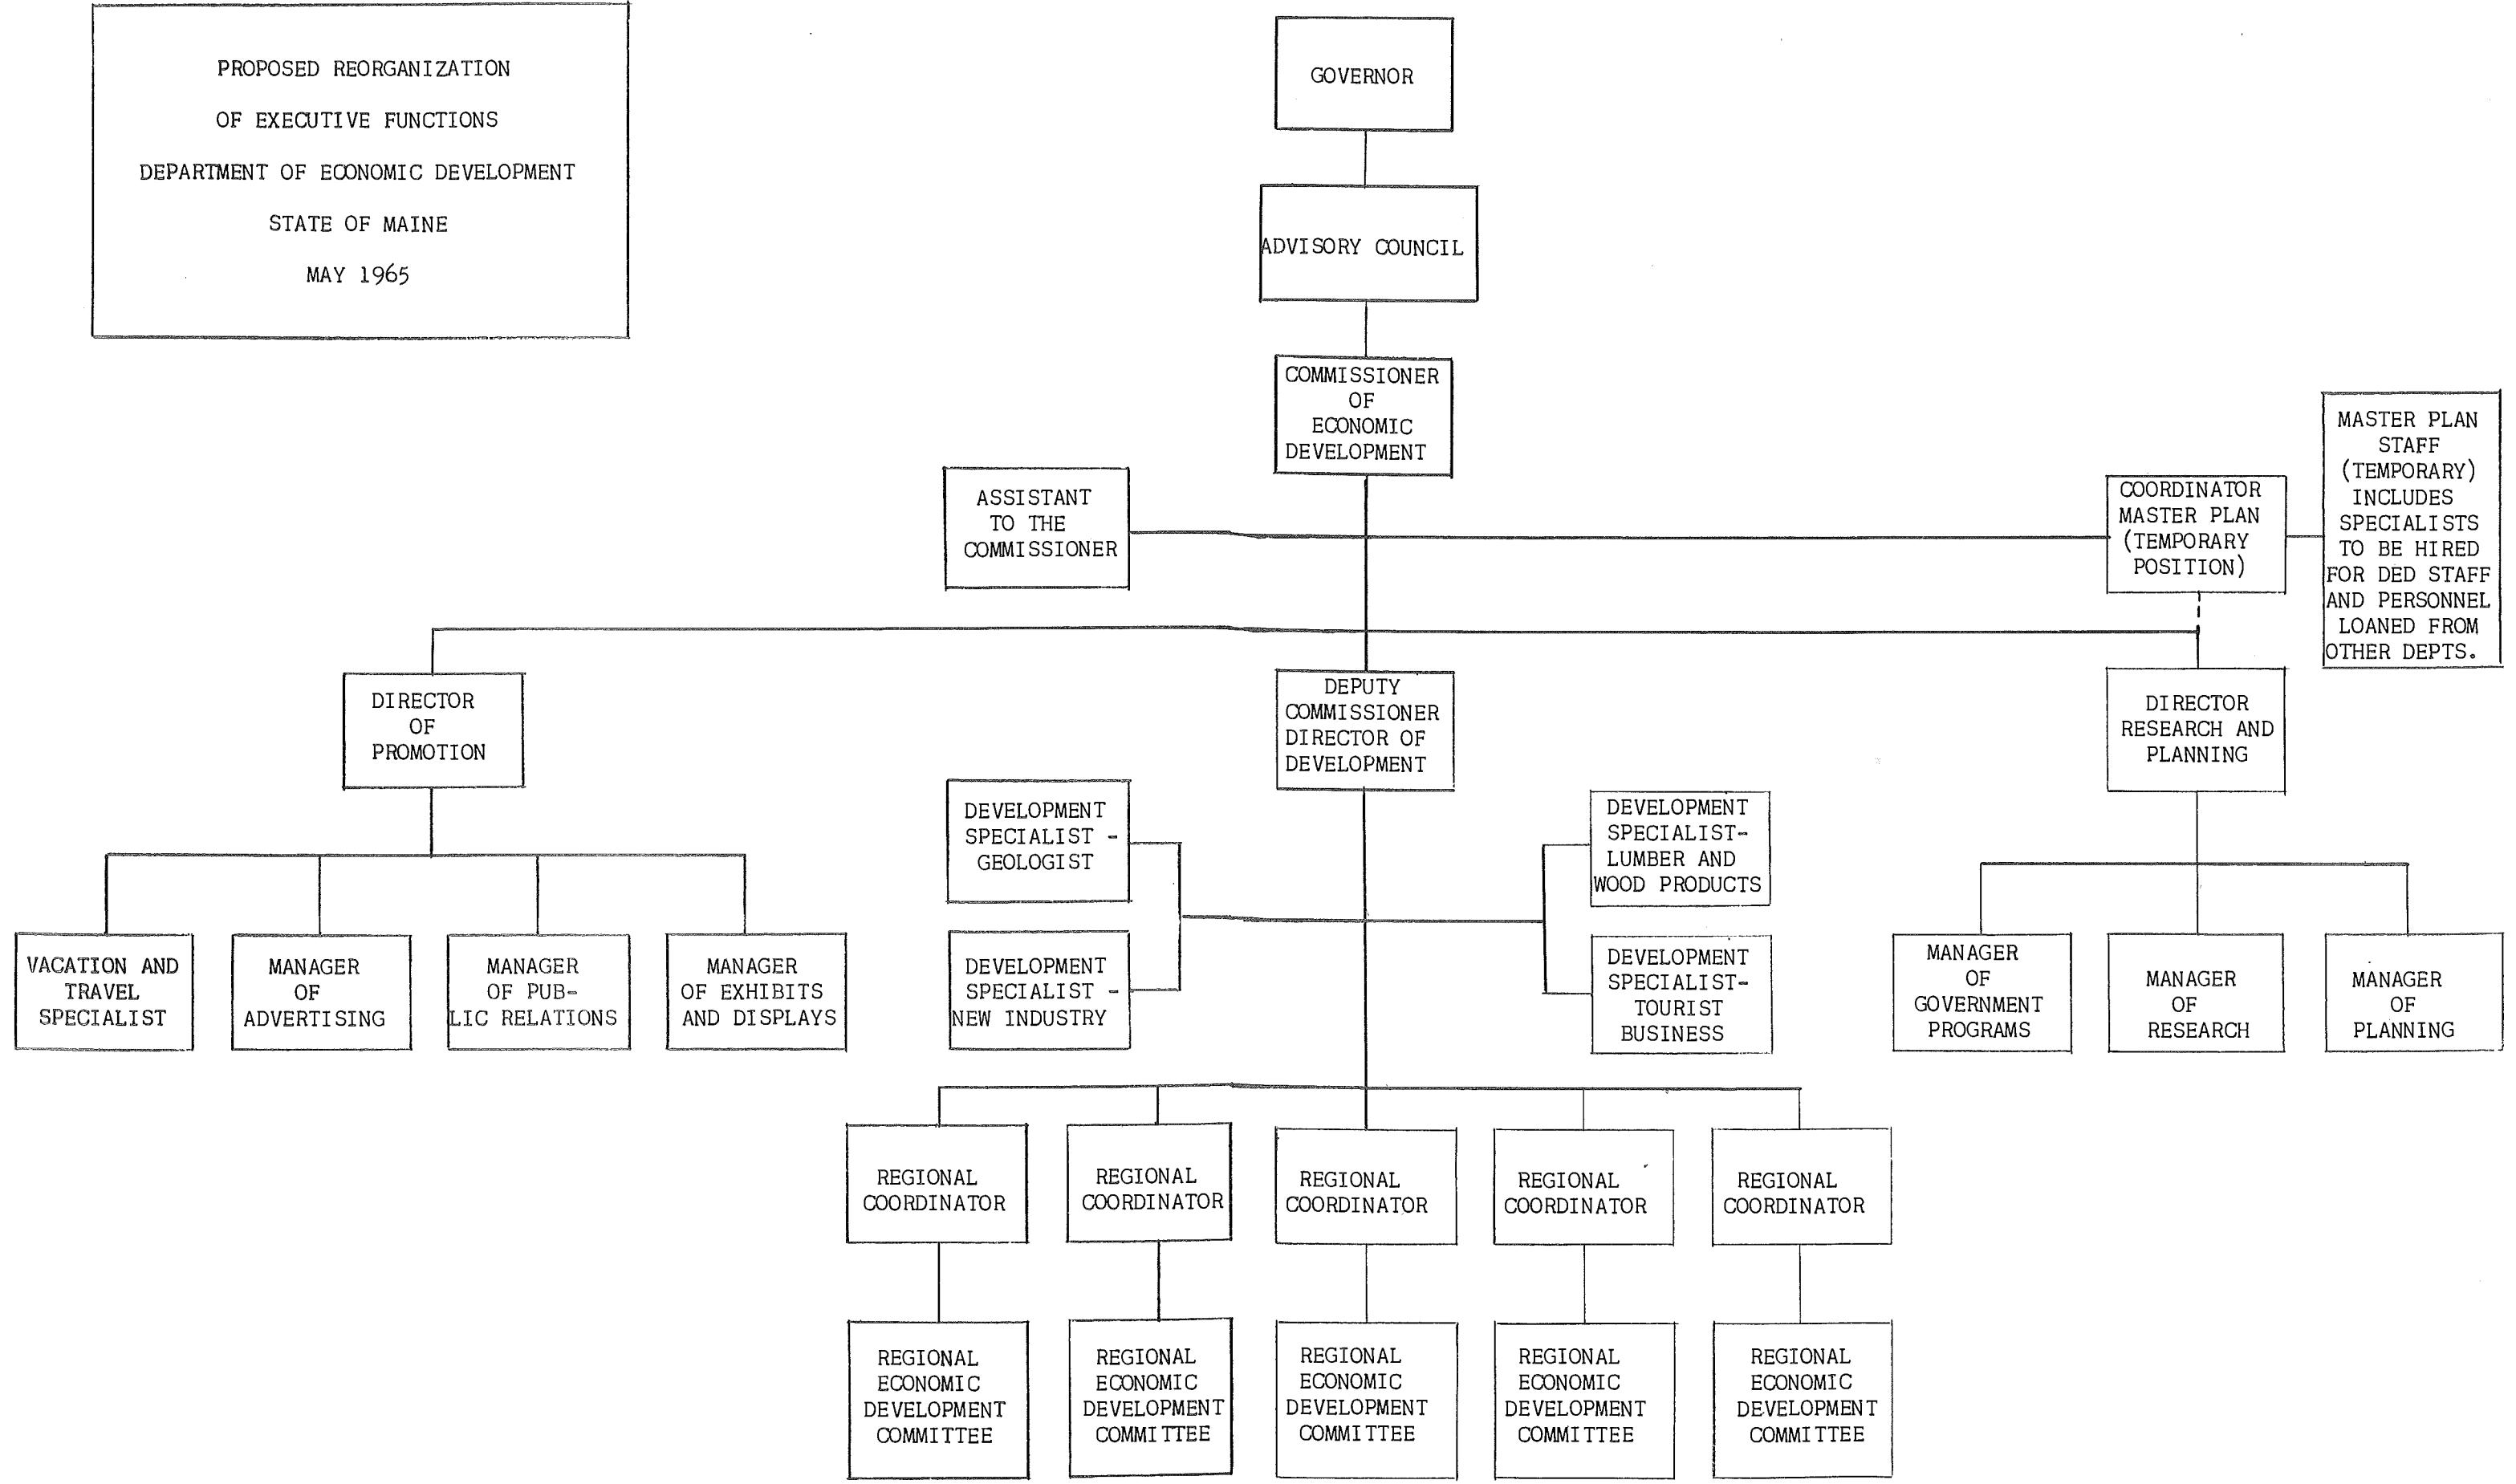 PROPOSED REORGANIZATION
OF EXECUTIVE FUNCTIONS
DEPARTMENT OF ECONOMIC DEVELOPMENT
STATE OF MAINE
MAY 1965
GOVERNOR
ADVISORY COUNCIL
COMMISSIONER
OF
ECONOMIC
DEVELOPMENT
ASSISTANT
TO THE
COMMISSIONER
COORDINATOR
MASTER PLAN
(TEMPORARY
POSITION)
MASTER PLAN
STAFF
(TEMPORARY)
INCLUDES
SPECIALISTS
TO BE HIRED
FOR DED STAFF
AND PERSONNEL
LOANED FROM
OTHER DEPTS.
DIRECTOR
OF
PROMOTION
DEPUTY
COMMISSIONER
DIRECTOR OF
DEVELOPMENT
DIRECTOR
RESEARCH AND
PLANNING
DEVELOPMENT
SPECIALIST -
GEOLOGIST
DEVELOPMENT
SPECIALIST-
LUMBER AND
WOOD PRODUCTS
VACATION AND
TRAVEL
SPECIALIST
MANAGER
OF
ADVERTISING
MANAGER
OF PUB-
LIC RELATIONS
MANAGER
OF EXHIBITS
AND DISPLAYS
DEVELOPMENT
SPECIALIST -
NEW INDUSTRY
DEVELOPMENT
SPECIALIST-
TOURIST
BUSINESS
MANAGER
OF
GOVERNMENT
PROGRAMS
MANAGER
OF
RESEARCH
MANAGER
OF
PLANNING
REGIONAL
COORDINATOR
REGIONAL
COORDINATOR
REGIONAL
COORDINATOR
REGIONAL
COORDINATOR
REGIONAL
COORDINATOR
REGIONAL
ECONOMIC
DEVELOPMENT
COMMITTEE
REGIONAL
ECONOMIC
DEVELOPMENT
COMMITTEE
REGIONAL
ECONOMIC
DEVELOPMENT
COMMITTEE
REGIONAL
ECONOMIC
DEVELOPMENT
COMMITTEE
REGIONAL
ECONOMIC
DEVELOPMENT
COMMITTEE